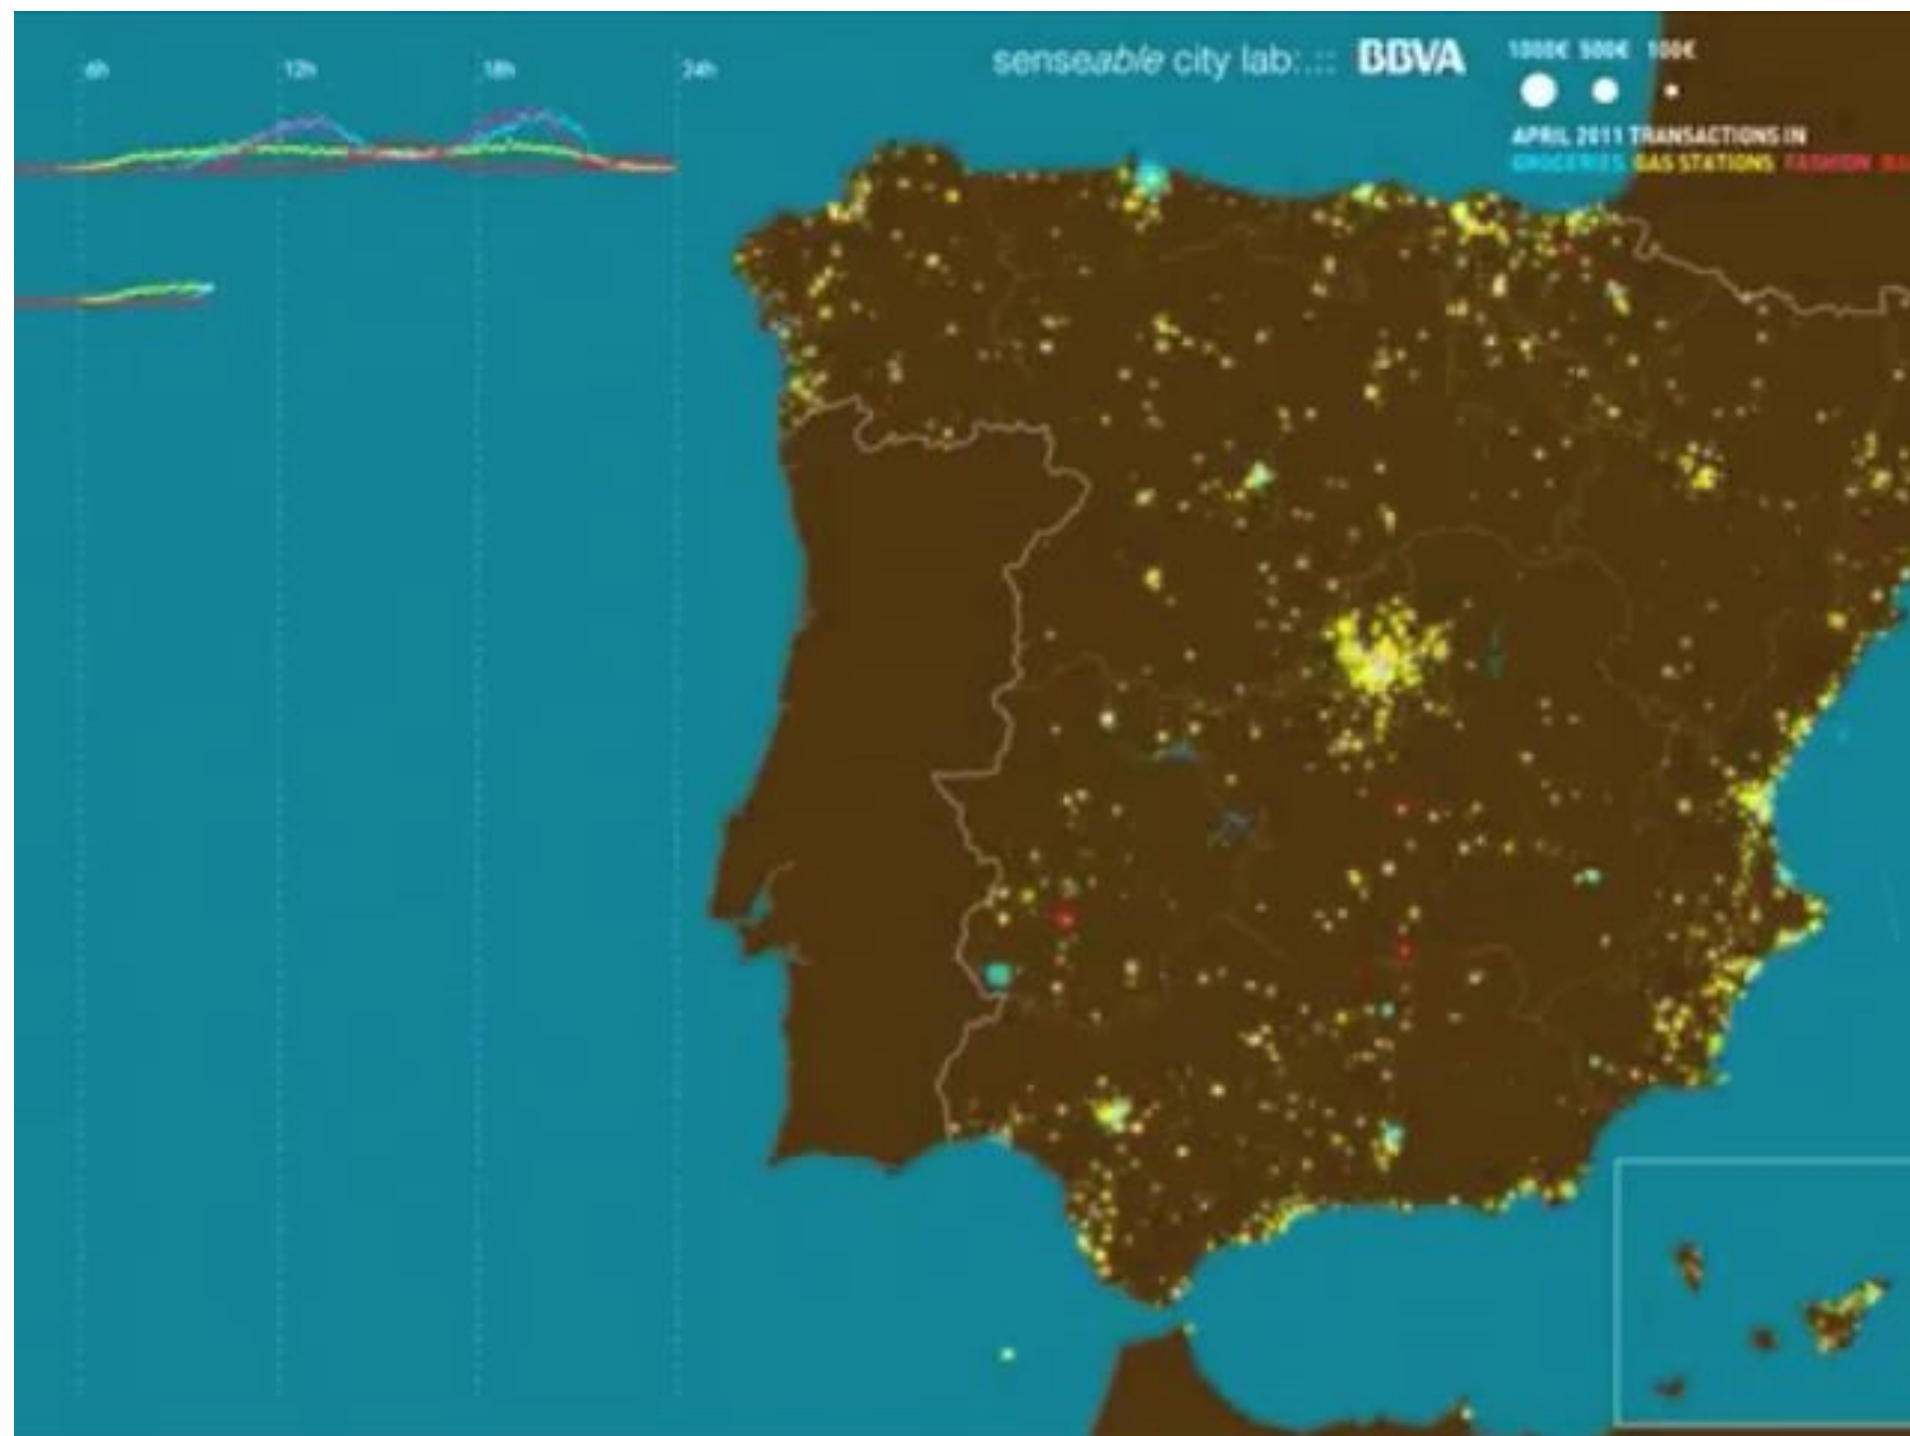 6h 12h 18h 24h
senseable city lab:.:: BBVA
1000€ 500€ 100€
APRIL 2011 TRANSACTIONS IN
GROCERIES GAS STATIONS FASHION